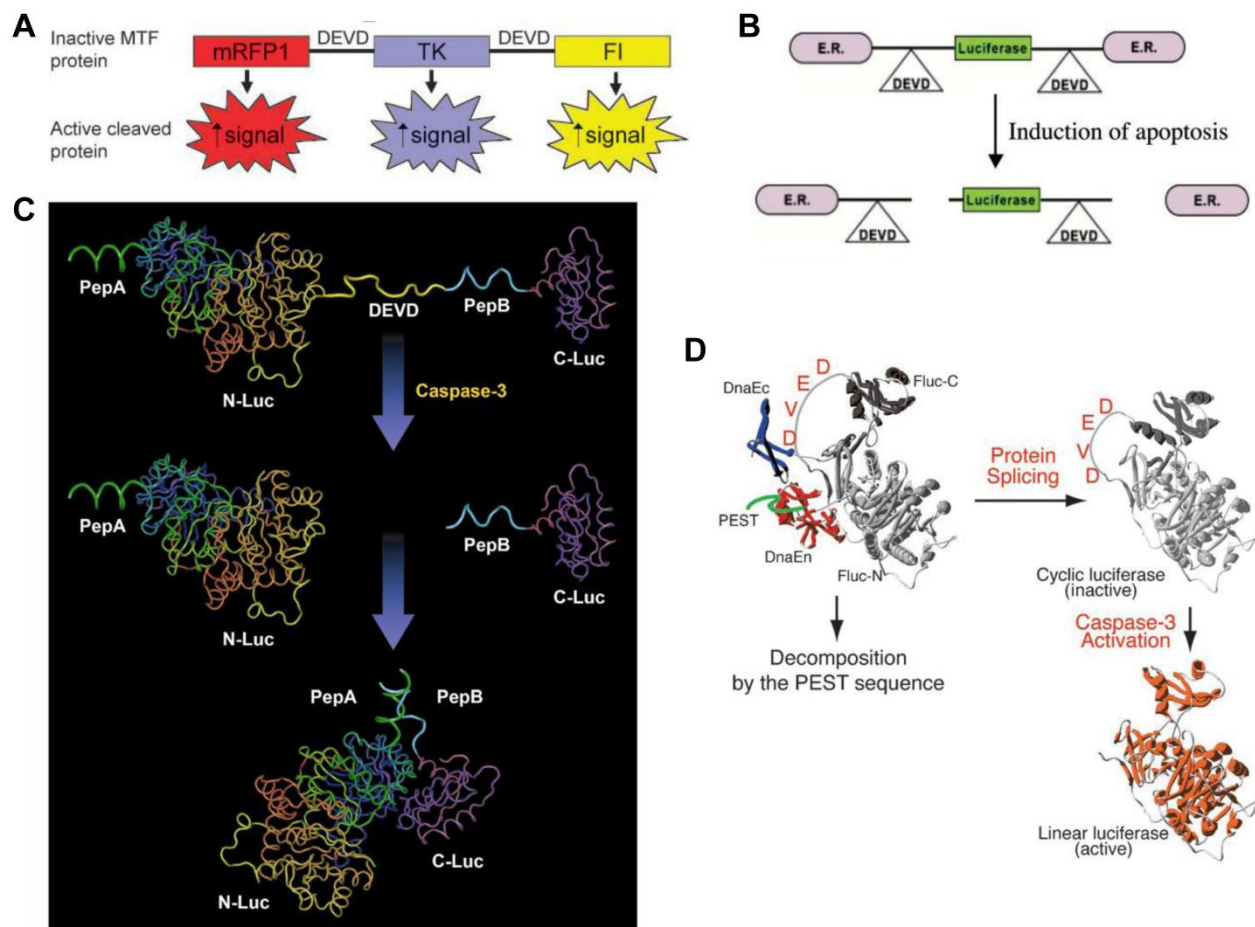 A
Inactive MTF
protein
mRFP1
DEVD
TK
DEVD
Fl
Active cleaved
protein
↑signal
↑signal
↑signal
B
E.R.
Luciferase
E.R.
DEVD
DEVD
Induction of apoptosis
E.R.
Luciferase
E.R.
DEVD
DEVD
C
PepA
DEVD
PepB
N-Luc
C-Luc
Caspase-3
PepA
PepB
N-Luc
C-Luc
PepA
PepB
C-Luc
N-Luc
D
D
E
V
D
DnaEc
Fluc-C
PEST
DnaEn
Fluc-N
Protein
Splicing
D
E
V
D
Cyclic luciferase
(inactive)
Decomposition
by the PEST sequence
Caspase-3
Activation
Linear luciferase
(active)